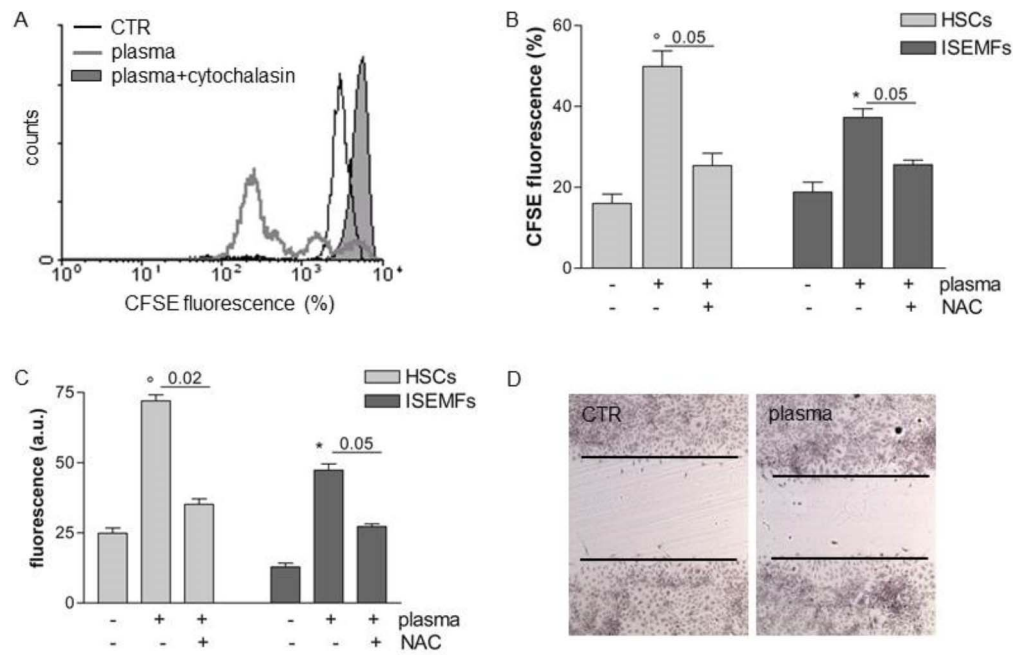 A
CTR
plasma
plasma+cytochalasin
counts
0
10⁰ 10¹ 10² 10³ 10⁴
CFSE fluorescence (%)
B
HSCs
ISEMFs
CFSE fluorescence (%)
60
40
20
0
° 0.05
* 0.05
- + + - + + plasma
- - + - - + NAC
C
HSCs
ISEMFs
fluorescence (a.u.)
75
50
25
0
° 0.02
* 0.05
- + + - + + plasma
- - + - - + NAC
D
CTR
plasma